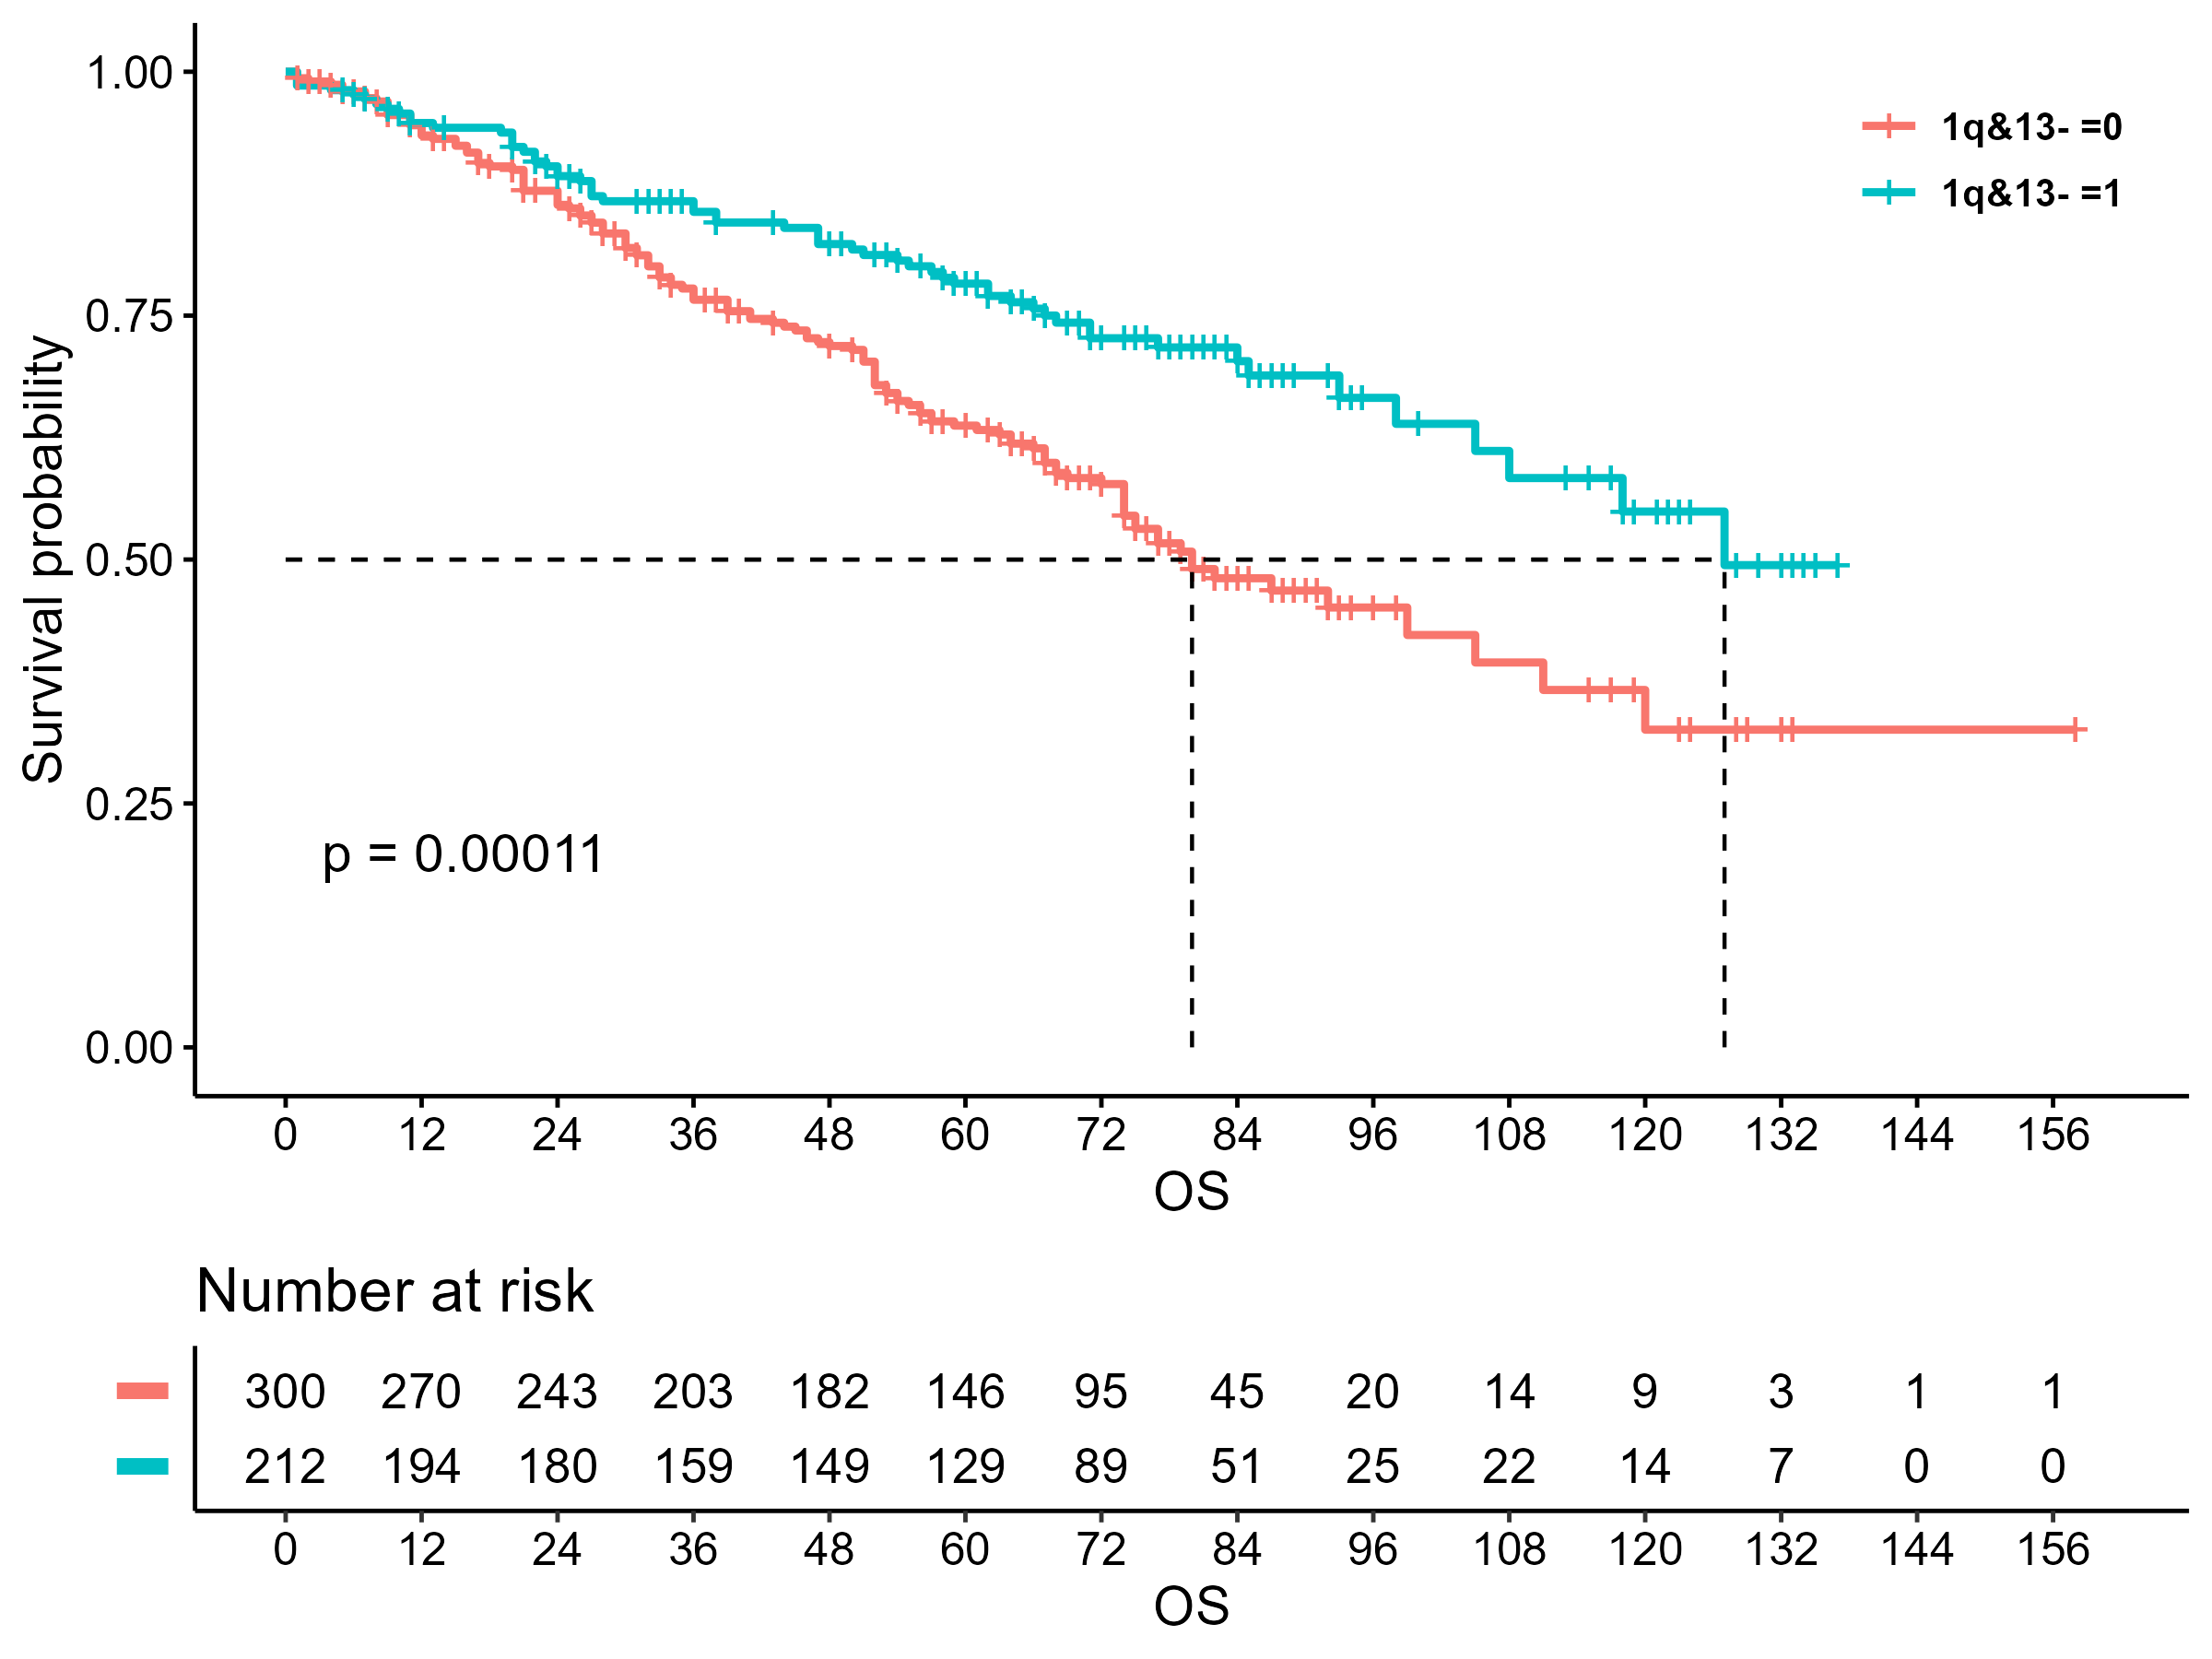 1q&13- =0
1q&13- =1
Survival probability
1.00
0.75
0.50
0.25
0.00
p = 0.00011
0 12 24 36 48 60 72 84 96 108 120 132 144 156
OS
Number at risk
300 270 243 203 182 146 95 45 20 14 9 3 1 1
212 194 180 159 149 129 89 51 25 22 14 7 0 0
0 12 24 36 48 60 72 84 96 108 120 132 144 156
OS